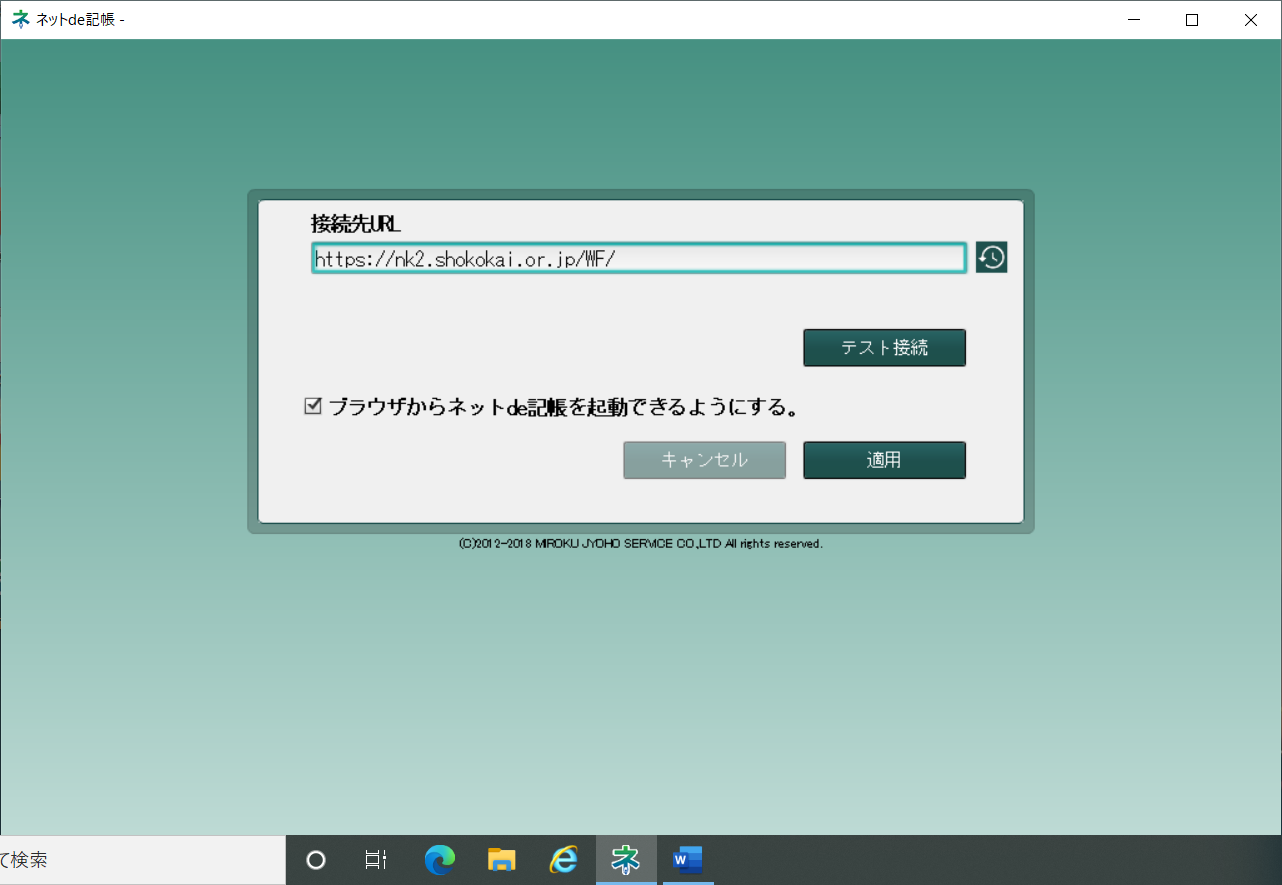 ネットde記帳 -
接続先URL
https://nk2.shokokai.or.jp/WF/
テスト接続
ブラウザからネットde記帳を起動できるようにする。
キャンセル 適用
(C)2012-2018 MIROKU JYOHO SERVICE CO.,LTD All rights reserved.
て検索